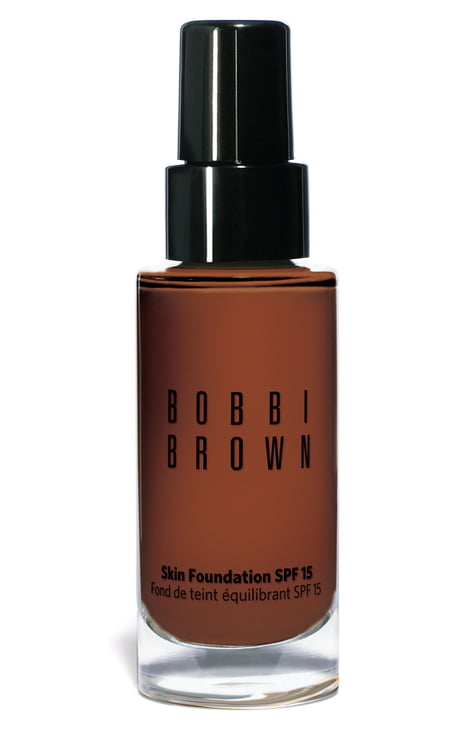 BOBBI
BROWN
Skin Foundation SPF 15
Fond de teint équilibrant SPF 15